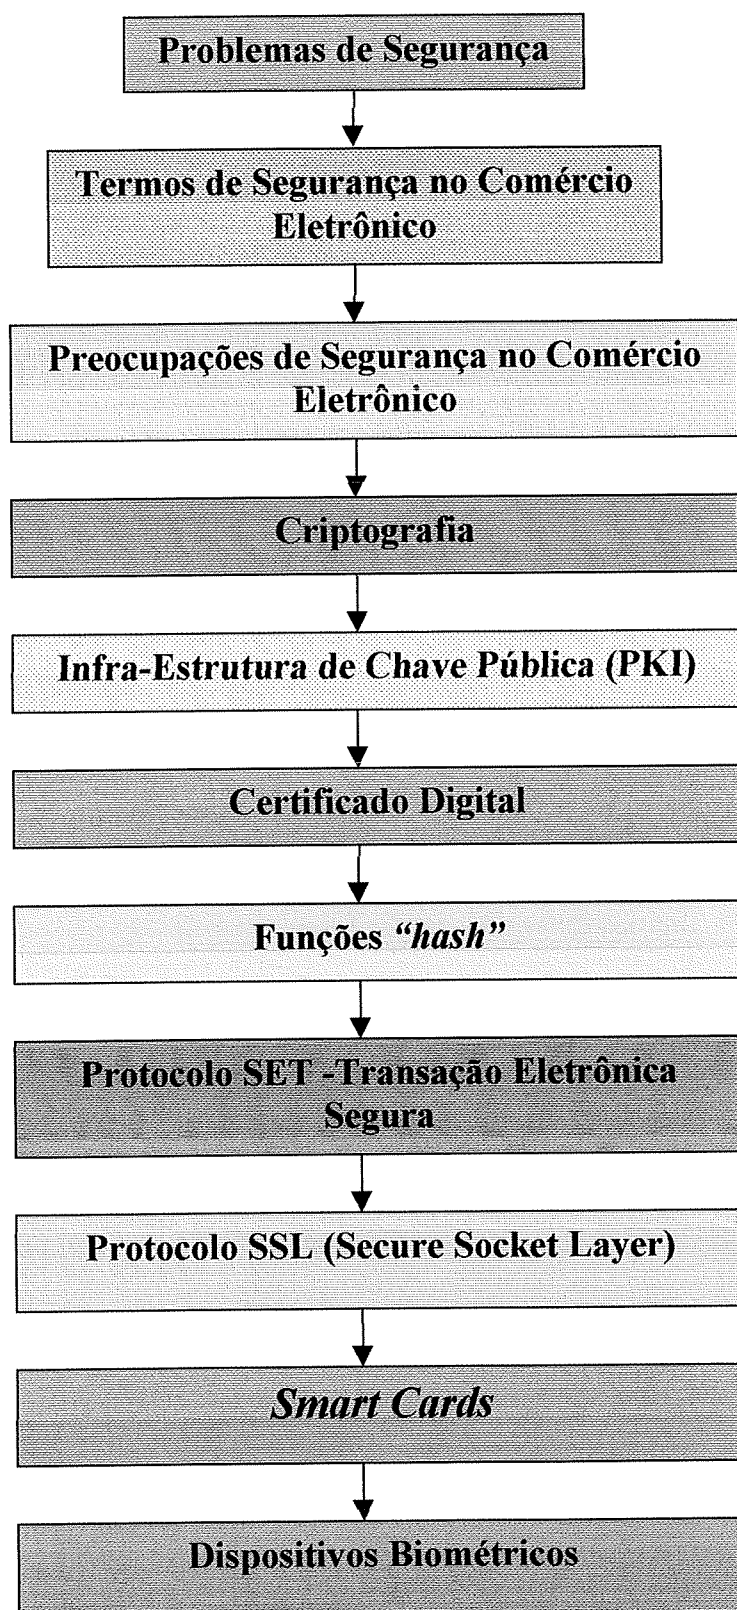 Problemas de Segurança
Termos de Segurança no Comércio
Eletrônico
Preocupações de Segurança no Comércio
Eletrônico
Criptografia
Infra-Estrutura de Chave Pública (PKI)
Certificado Digital
Funções “hash”
Protocolo SET -Transação Eletrônica
Segura
Protocolo SSL (Secure Socket Layer)
Smart Cards
Dispositivos Biométricos